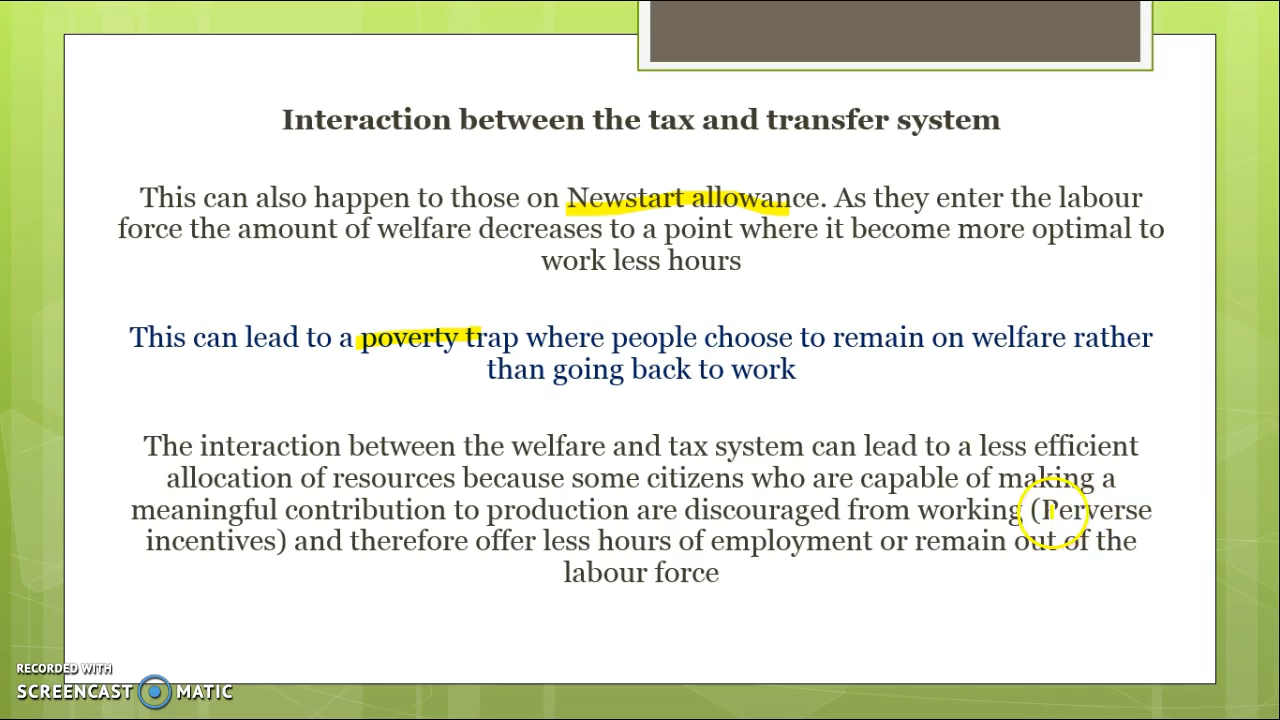 Interaction between the tax and transfer system
This can also happen to those on Newstart allowance. As they enter the labour
force the amount of welfare decreases to a point where it become more optimal to
work less hours
This can lead to a poverty trap where people choose to remain on welfare rather
than going back to work
The interaction between the welfare and tax system can lead to a less efficient
allocation of resources because some citizens who are capable of making a
meaningful contribution to production are discouraged from working (Perverse
incentives) and therefore offer less hours of employment or remain out of the
labour force
RECORDED WITH
SCREENCAST MATIC